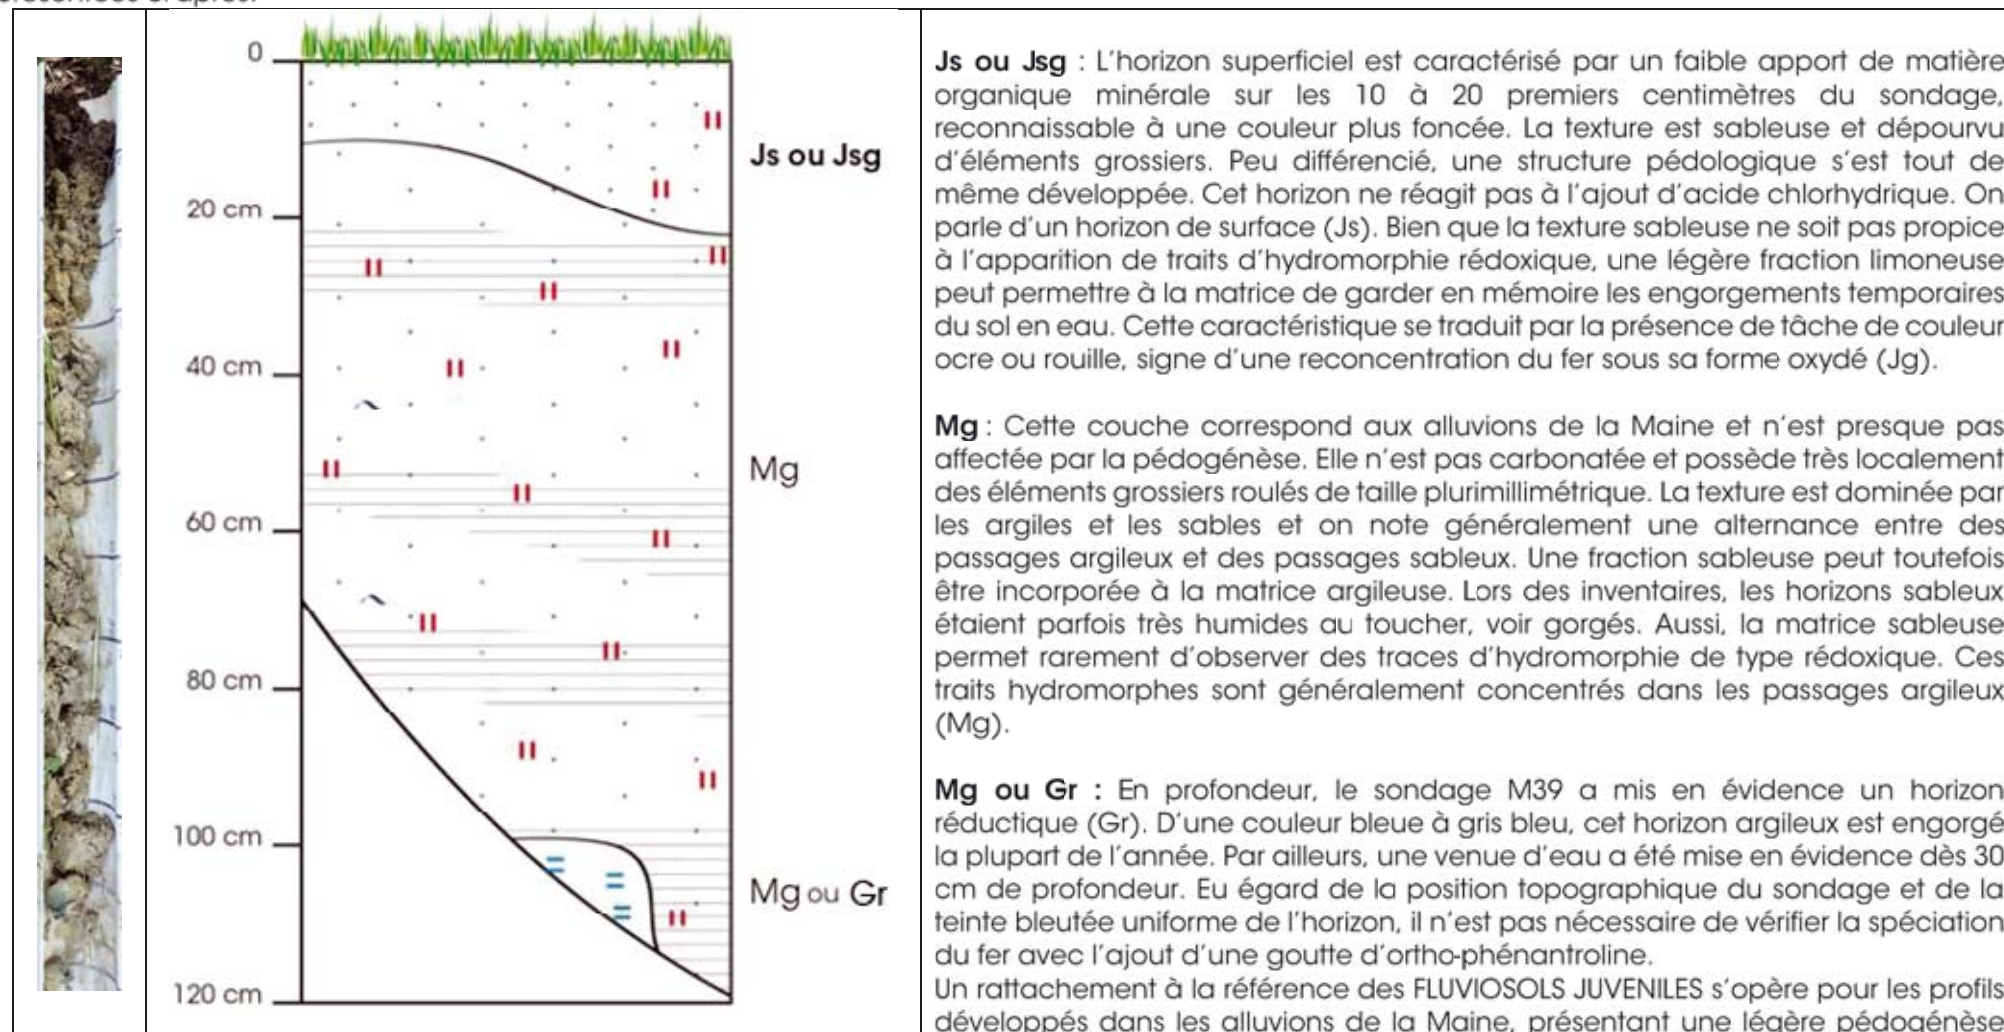 0
20 cm
40 cm
60 cm
80 cm
100 cm
120 cm
Js ou Jsg
Mg
Mg ou Gr
Js ou Jsg : L'horizon superficiel est caractérisé par un faible apport de matière
organique minérale sur les 10 à 20 premiers centimètres du sondage,
reconnaissable à une couleur plus foncée. La texture est sableuse et dépourvu
d'éléments grossiers. Peu différencié, une structure pédologique s'est tout de
même développée. Cet horizon ne réagit pas à l'ajout d'acide chlorhydrique. On
parle d'un horizon de surface (Js). Bien que la texture sableuse ne soit pas propice
à l'apparition de traits d'hydromorphie rédoxique, une légère fraction limoneuse
peut permettre à la matrice de garder en mémoire les engorgements temporaires
du sol en eau. Cette caractéristique se traduit par la présence de tâche de couleur
ocre ou rouille, signe d'une reconcentration du fer sous sa forme oxydé (Jg).
Mg : Cette couche correspond aux alluvions de la Maine et n'est presque pas
affectée par la pédogénèse. Elle n'est pas carbonatée et possède très localement
des éléments grossiers roulés de taille plurimillimétrique. La texture est dominée par
les argiles et les sables et on note généralement une alternance entre des
passages argileux et des passages sableux. Une fraction sableuse peut toutefois
être incorporée à la matrice argileuse. Lors des inventaires, les horizons sableux
étaient parfois très humides au toucher, voir gorgés. Aussi, la matrice sableuse
permet rarement d'observer des traces d'hydromorphie de type rédoxique. Ces
traits hydromorphes sont généralement concentrés dans les passages argileux
(Mg).
Mg ou Gr : En profondeur, le sondage M39 a mis en évidence un horizon
réductique (Gr). D'une couleur bleue à gris bleu, cet horizon argileux est engorgé
la plupart de l'année. Par ailleurs, une venue d'eau a été mise en évidence dès 30
cm de profondeur. Eu égard de la position topographique du sondage et de la
teinte bleutée uniforme de l'horizon, il n'est pas nécessaire de vérifier la spéciation
du fer avec l'ajout d'une goutte d'ortho-phénantroline.
Un rattachement à la référence des FLUVIOSOLS JUVENILES s'opère pour les profils
développés dans les alluvions de la Maine, présentant une légère pédogénèse